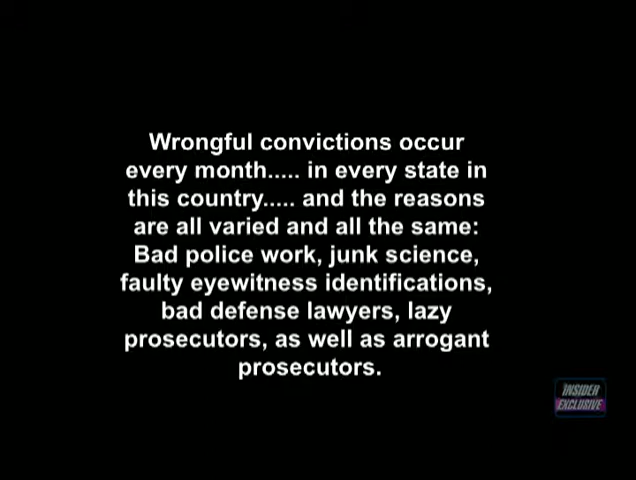 Wrongful convictions occur
every month..... in every state in
this country..... and the reasons
are all varied and all the same:
Bad police work, junk science,
faulty eyewitness identifications,
bad defense lawyers, lazy
prosecutors, as well as arrogant
prosecutors.
INSIDER
EXCLUSIVE